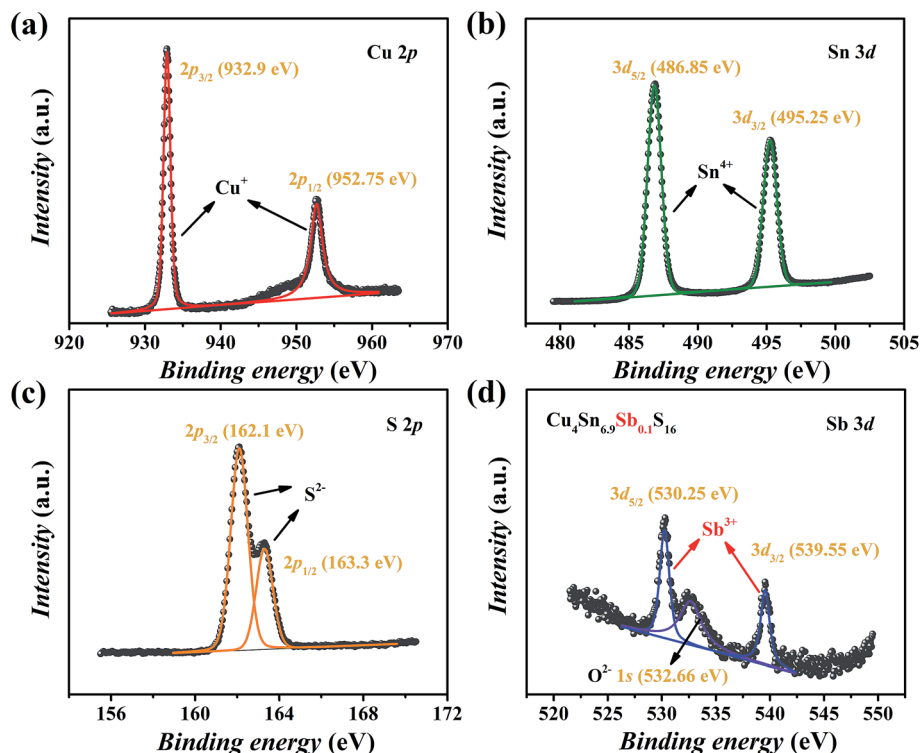 (a)
Cu 2p
2p3/2 (932.9 eV)
Cu+
2p1/2 (952.75 eV)
Intensity (a.u.)
920 930 940 950 960 970
Binding energy (eV)
(b)
Sn 3d
3d5/2 (486.85 eV)
3d3/2 (495.25 eV)
Sn4+
Intensity (a.u.)
480 485 490 495 500 505
Binding energy (eV)
(c)
S 2p
2p3/2 (162.1 eV)
S2-
2p1/2 (163.3 eV)
Intensity (a.u.)
156 160 164 168 172
Binding energy (eV)
(d)
Cu4Sn6.9Sb0.1S16
Sb 3d
3d5/2 (530.25 eV)
Sb3+
3d3/2 (539.55 eV)
O2- 1s (532.66 eV)
Intensity (a.u.)
520 525 530 535 540 545 550
Binding energy (eV)